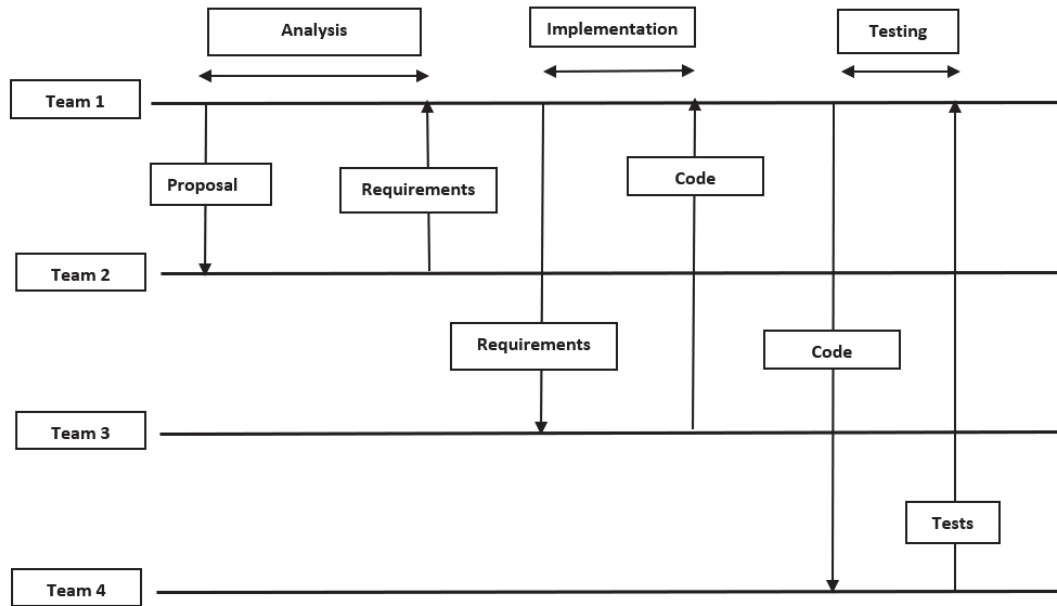 Analysis
Implementation
Testing
Team 1
Proposal
Requirements
Code
Team 2
Requirements
Code
Team 3
Tests
Team 4